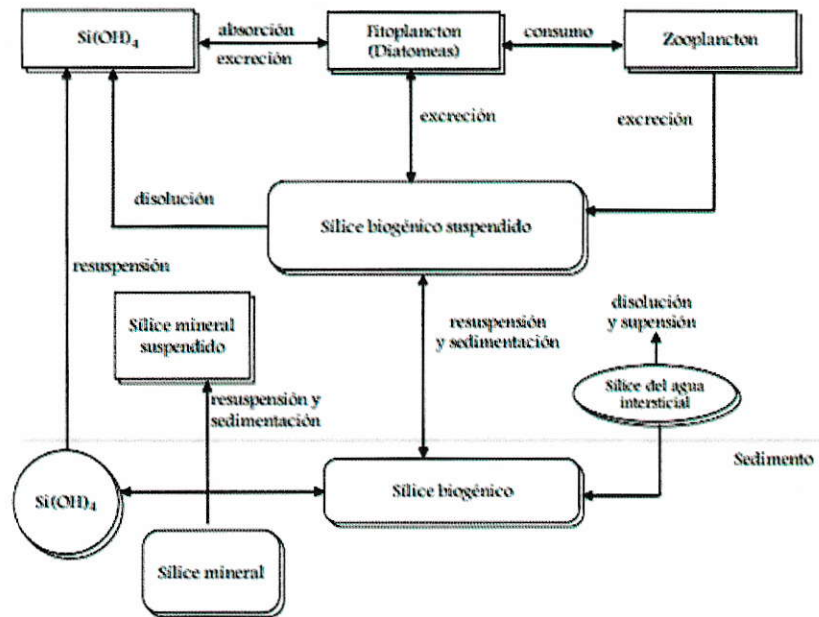 Si(OH)4
absorción
excreción
Fitoplancton
(Diatomeas)
consumo
Zooplancton
excreción
excreción
disolución
Sílice biogénico suspendido
resuspensión
Sílice mineral
suspendido
resuspensión
y sedimentación
disolución
y supensión
Sílice del agua
intersticial
resuspensión y
sedimentación
Sedimento
Si(OH)4
Sílice biogénico
Sílice mineral